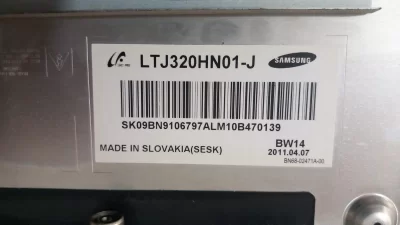 LTJ320HN01-J
SAMSUNG
SK09BN9106797ALM10B470139
MADE IN SLOVAKIA(SESK)
BW14
2011.04.07
BN68-02471A-00